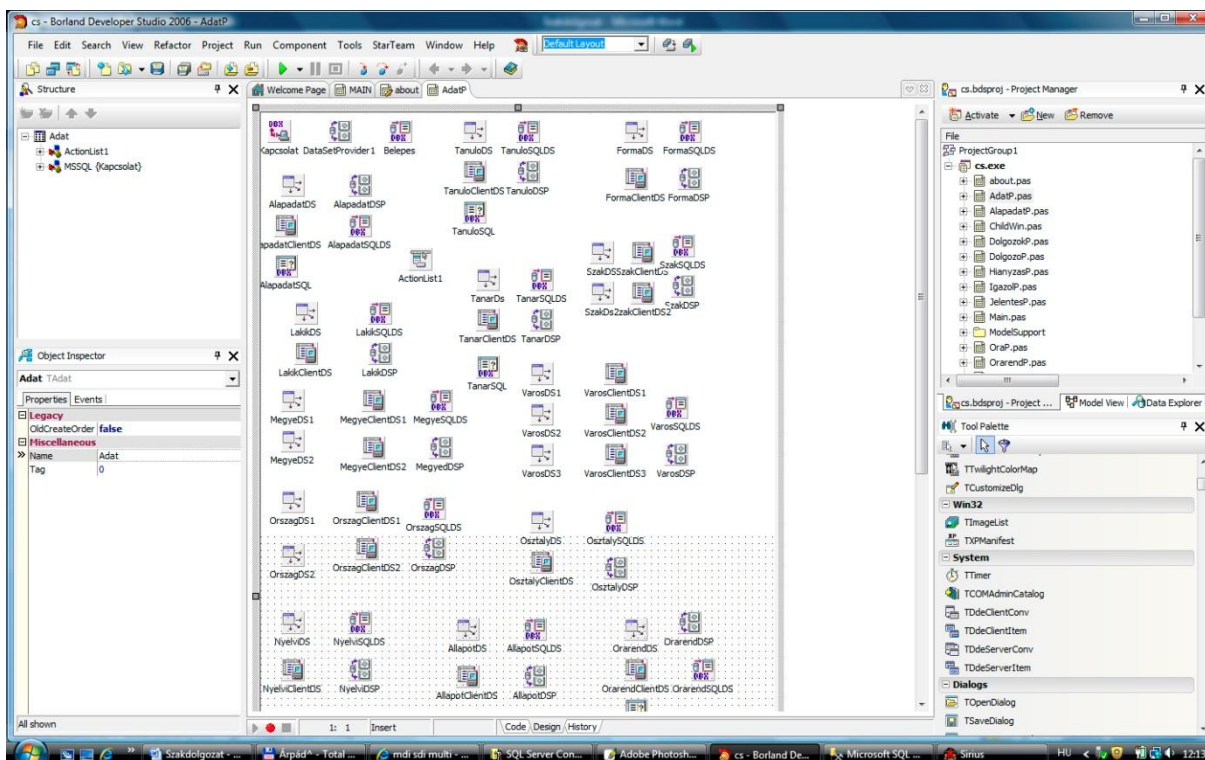 cs - Borland Developer Studio 2006 - AdatP
File Edit Search View Refactor Project Run Component Tools StarTeam Window Help
Default Layout
Structure
Adat
ActionList1
MSSQL {Kapcsolat}
Object Inspector
Adat TAdat
Properties Events
Legacy
OldCreateOrder false
Miscellaneous
Name Adat
Tag 0
All shown
Welcome Page MAIN about AdatP
Kapcsolat DataSetProvider1 Belepes TanuloDS TanuloSQLDS FormaDS FormaSQLDS
TanuloClientDS TanuloDSP FormaClientDS FormaDSP
AlapadatDS AlapadatDSP
TanuloSQL
apadatClientDS AlapadatSQLDS
ActionList1
SzakDS SzakClientDS SzakSQLDS
AlapadatSQL
TanarDs TanarSQLDS
SzakDs2 zakClientDS2 SzakDSP
LakikDS LakikSQLDS
TanarClientDS TanarDSP
LakikClientDS LakikDSP
TanarSQL
VarosDS1 VarosClientDS1
MegyeDS1 MegyeClientDS1 MegyeSQLDS
VarosDS2 VarosClientDS2 VarosSQLDS
MegyeDS2 MegyeClientDS2 MegyedDSP
VarosDS3 VarosClientDS3 VarosDSP
OrszagDS1 OrszagClientDS1 OrszagSQLDS
OsztalyDS OsztalySQLDS
OrszagDS2 OrszagClientDS2 OrszagDSP
OsztalyClientDS OsztalyDSP
NyelviDS NyelviSQLDS
AllapotDS AllapotSQLDS OrarendDS OrarendDSP
NyelviClientDS NyelviDSP
AllapotClientDS AllapotDSP OrarendClientDS OrarendSQLDS
1: 1 Insert Code Design History
cs.bdsproj - Project Manager
Activate New Remove
File
ProjectGroup1
cs.exe
about.pas
AdatP.pas
AlapadatP.pas
ChildWin.pas
DolgozokP.pas
DolgozoP.pas
HianyzasP.pas
IgazolP.pas
JelentesP.pas
Main.pas
ModelSupport
OraP.pas
OrarendP.pas
cs.bdsproj - Project ... Model View Data Explorer
Tool Palette
TTwilightColorMap
TCustomizeDlg
Win32
TImageList
TXPManifest
System
TTimer
TCOMAdminCatalog
TDdeClientConv
TDdeClientItem
TDdeServerConv
TDdeServerItem
Dialogs
TOpenDialog
TSaveDialog
Szakdolgozat - ... Árpád^ - Total ... mdi sdi multi - ... SQL Server Con... Adobe Photosh... cs - Borland De... Microsoft SQL ... Sirius HU 12:13